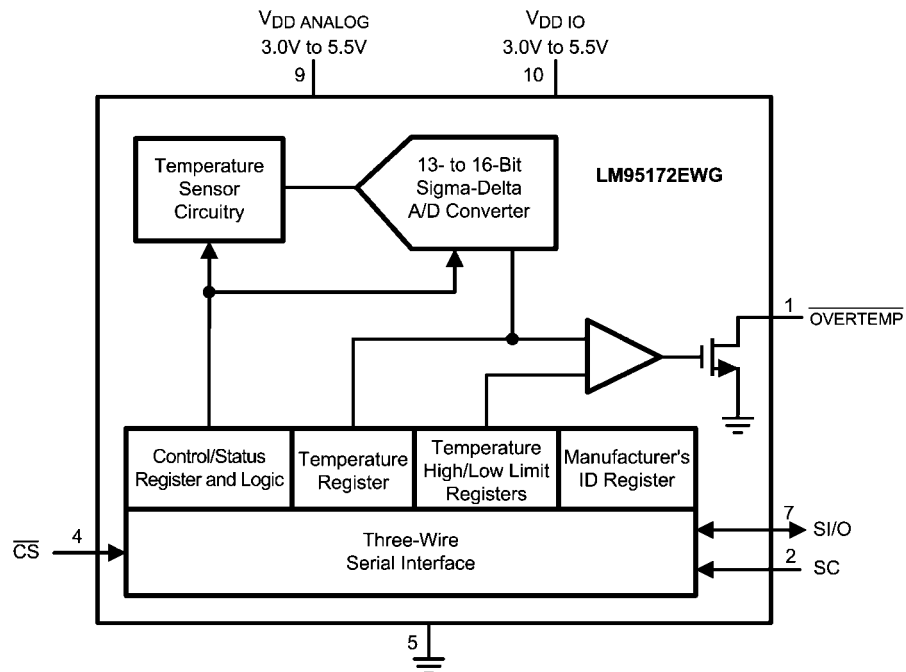 VDD ANALOG
3.0V to 5.5V
9
VDD IO
3.0V to 5.5V
10
Temperature
Sensor
Circuitry
13- to 16-Bit
Sigma-Delta
A/D Converter
LM95172EWG
1
OVERTEMP
Control/Status
Register and Logic
Temperature
Register
Temperature
High/Low Limit
Registers
Manufacturer's
ID Register
CS
4
Three-Wire
Serial Interface
7
SI/O
2
SC
5